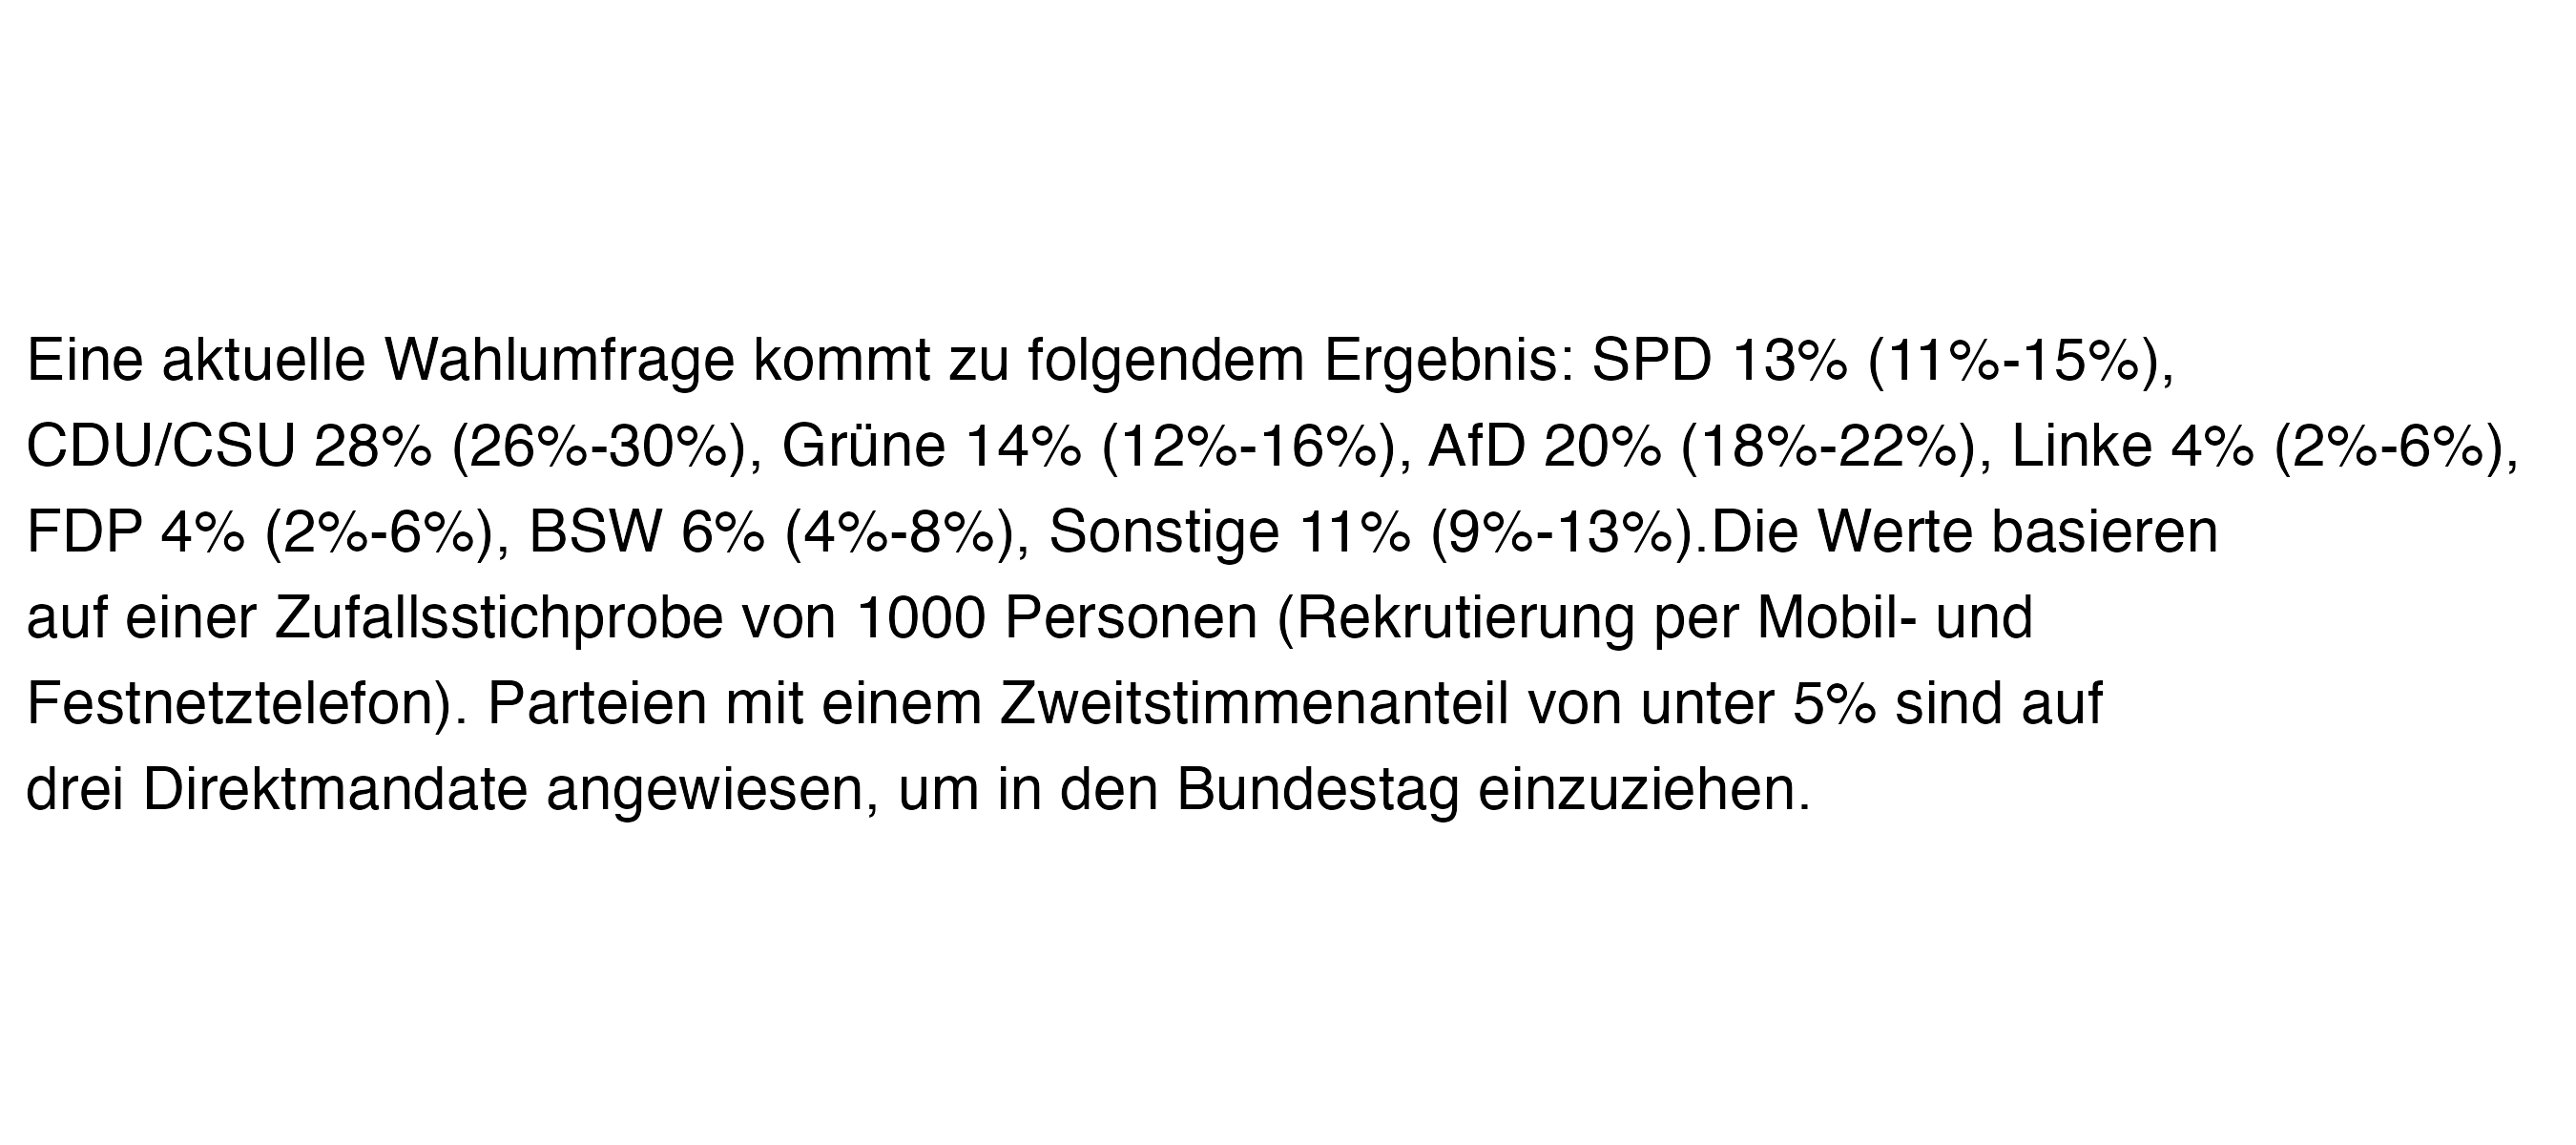 Eine aktuelle Wahlumfrage kommt zu folgendem Ergebnis: SPD 13% (11%-15%),
CDU/CSU 28% (26%-30%), Grüne 14% (12%-16%), AfD 20% (18%-22%), Linke 4% (2%-6%),
FDP 4% (2%-6%), BSW 6% (4%-8%), Sonstige 11% (9%-13%).Die Werte basieren
auf einer Zufallsstichprobe von 1000 Personen (Rekrutierung per Mobil- und
Festnetztelefon). Parteien mit einem Zweitstimmenanteil von unter 5% sind auf
drei Direktmandate angewiesen, um in den Bundestag einzuziehen.